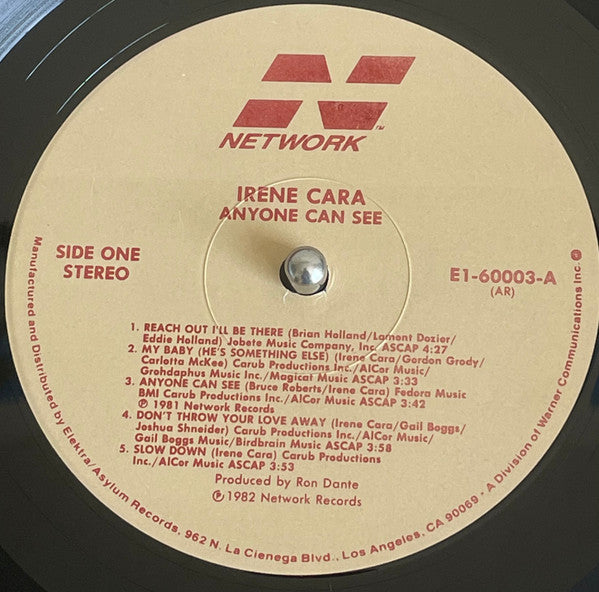 NETWORK™
IRENE CARA
ANYONE CAN SEE
SIDE ONE
STEREO
E1-60003-A
(AR)
1. REACH OUT I'LL BE THERE (Brian Holland/Lamont Dozier/
Eddie Holland) Jobete Music Company, Inc. ASCAP 4:27
2. MY BABY (HE'S SOMETHING ELSE) (Irene Cara/Gordon Grody/
Carlotta McKee) Carub Productions Inc./AlCor Music/
Grohdaphus Music Inc./Magical Music ASCAP 3:33
3. ANYONE CAN SEE (Bruce Roberts/Irene Cara) Fedora Music
BMI Carub Productions Inc./AlCor Music ASCAP 3:42
℗ 1981 Network Records
4. DON'T THROW YOUR LOVE AWAY (Irene Cara/Gail Boggs/
Joshua Shneider) Carub Productions Inc./AlCor Music/
Gail Boggs Music/Birdbrain Music ASCAP 3:58
5. SLOW DOWN (Irene Cara) Carub Productions
Inc./AlCor Music ASCAP 3:53
Produced by Ron Dante
℗1982 Network Records
Manufactured and Distributed by Elektra/Asylum Records, 962 N. La Cienega Blvd., Los Angeles, CA 90069 • A Division of Warner Communications Inc. ©